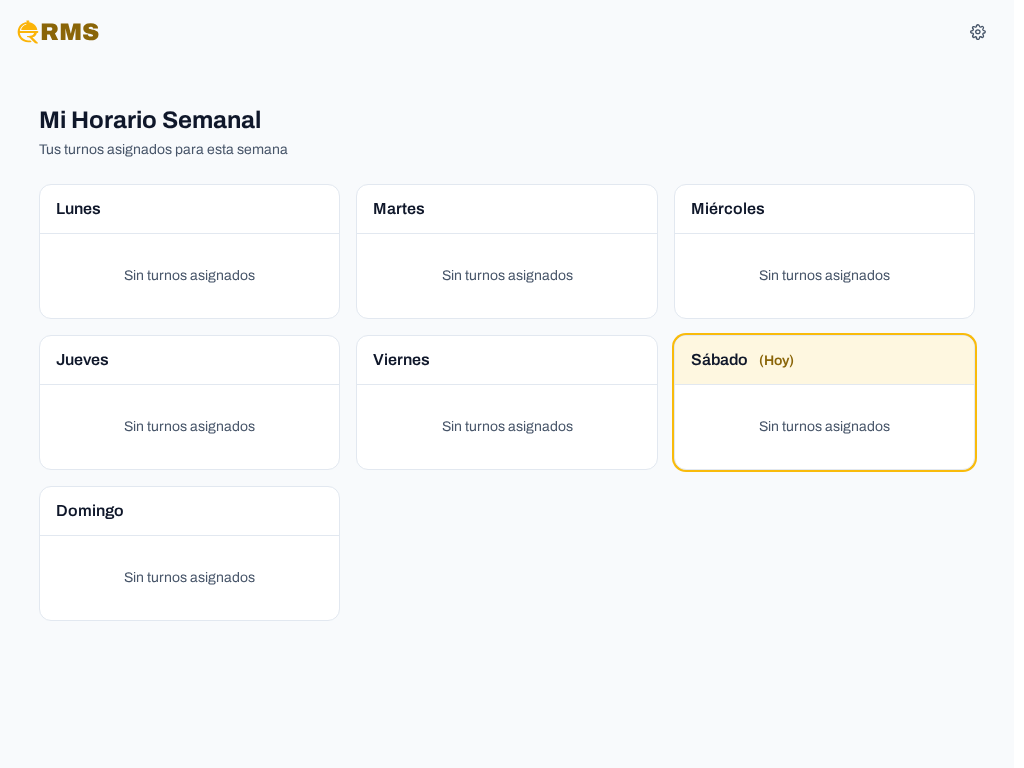 RMS
Mi Horario Semanal
Tus turnos asignados para esta semana
Lunes
Sin turnos asignados
Martes
Sin turnos asignados
Miércoles
Sin turnos asignados
Jueves
Sin turnos asignados
Viernes
Sin turnos asignados
Sábado (Hoy)
Sin turnos asignados
Domingo
Sin turnos asignados